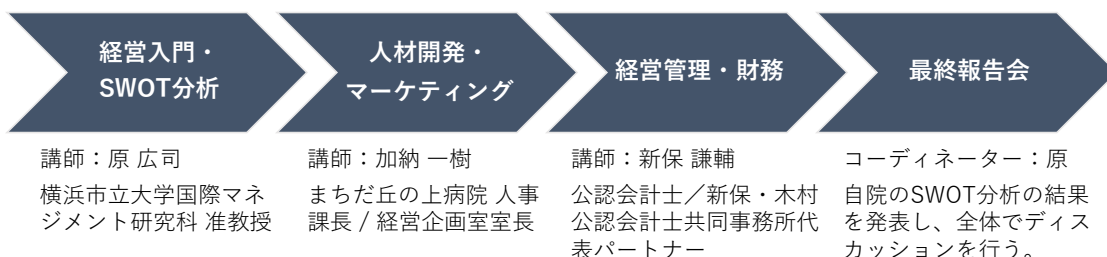 経営入門・
SWOT分析
人材開発・
マーケティング
経営管理・財務
最終報告会
講師：原 広司
横浜市立大学国際マネ
ジメント研究科 准教授
講師：加納 一樹
まちだ丘の上病院 人事
課長 / 経営企画室室長
講師：新保 謙輔
公認会計士／新保・木村
公認会計士共同事務所代
表パートナー
コーディネーター：原
自院のSWOT分析の結果
を発表し、全体でディス
カッションを行う。